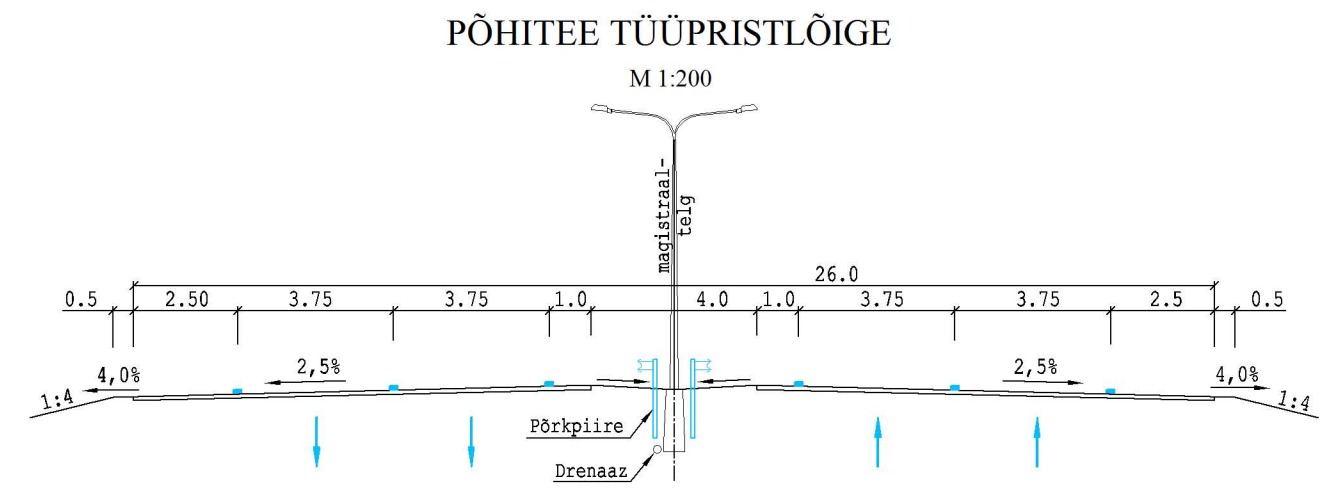 PÕHITEE TÜÜPRISTLÕIGE
M 1:200
magistraal-
telg
26.0
0.5 2.50 3.75 3.75 1.0 4.0 1.0 3.75 3.75 2.5 0.5
4,0% 2,5% 2,5% 4,0%
1:4 1:4
Põrkpiire
Drenaaz